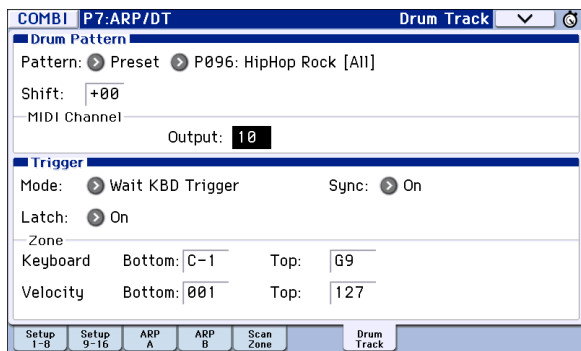 COMBI P7:ARP/DT Drum Track
Drum Pattern
Pattern: Preset P096: HipHop Rock [All]
Shift: +00
MIDI Channel
Output: 10
Trigger
Mode: Wait KBD Trigger Sync: On
Latch: On
Zone
Keyboard Bottom: C-1 Top: G9
Velocity Bottom: 001 Top: 127
Setup 1-8 Setup 9-16 ARP A ARP B Scan Zone Drum Track